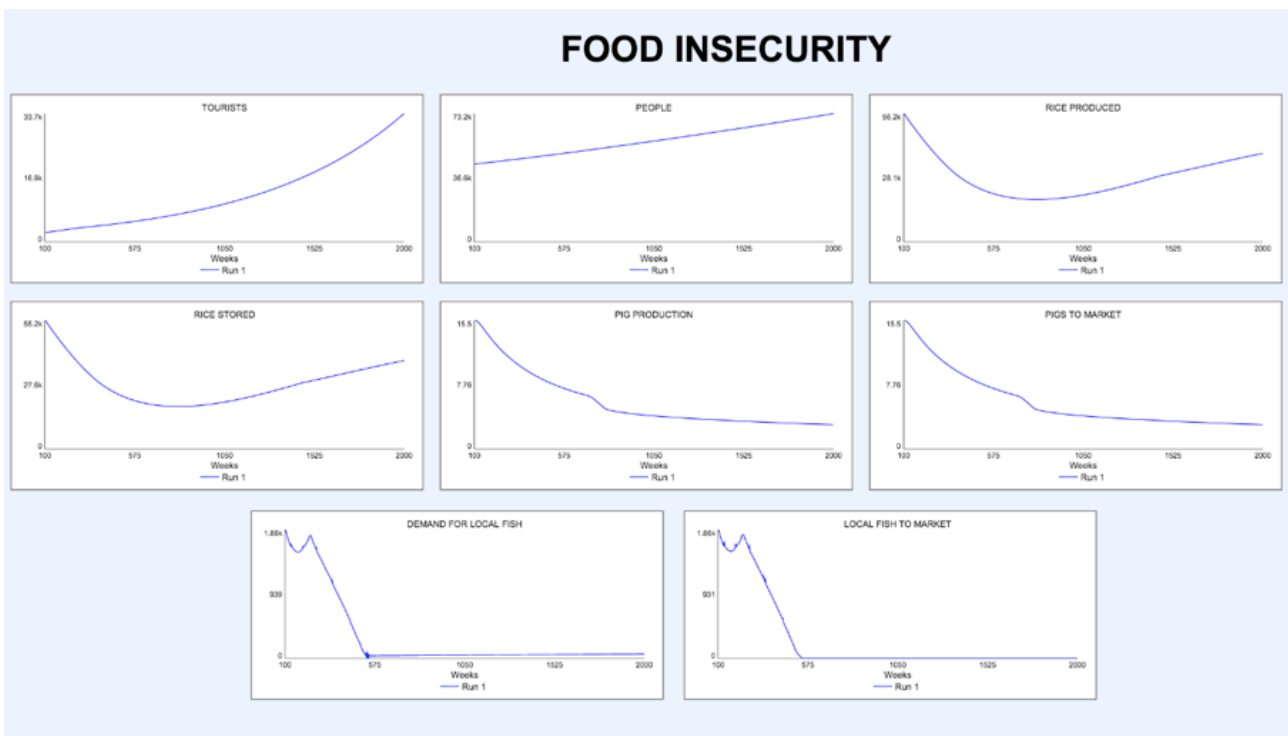 FOOD INSECURITY
TOURISTS
33.7k
16.8k
0
100 575 1050 1525 2000
Weeks
Run 1
PEOPLE
73.2k
36.6k
0
100 575 1050 1525 2000
Weeks
Run 1
RICE PRODUCED
56.2k
28.1k
0
100 575 1050 1525 2000
Weeks
Run 1
RICE STORED
27.6k
0
100 575 1050 1525 2000
Weeks
Run 1
PIG PRODUCTION
15.5
7.76
0
100 575 1050 1525 2000
Weeks
Run 1
PIGS TO MARKET
15.5
7.76
0
100 575 1050 1525 2000
Weeks
Run 1
DEMAND FOR LOCAL FISH
1.88k
939
0
100 575 1050 1525 2000
Weeks
Run 1
LOCAL FISH TO MARKET
931
0
100 575 1050 1525 2000
Weeks
Run 1